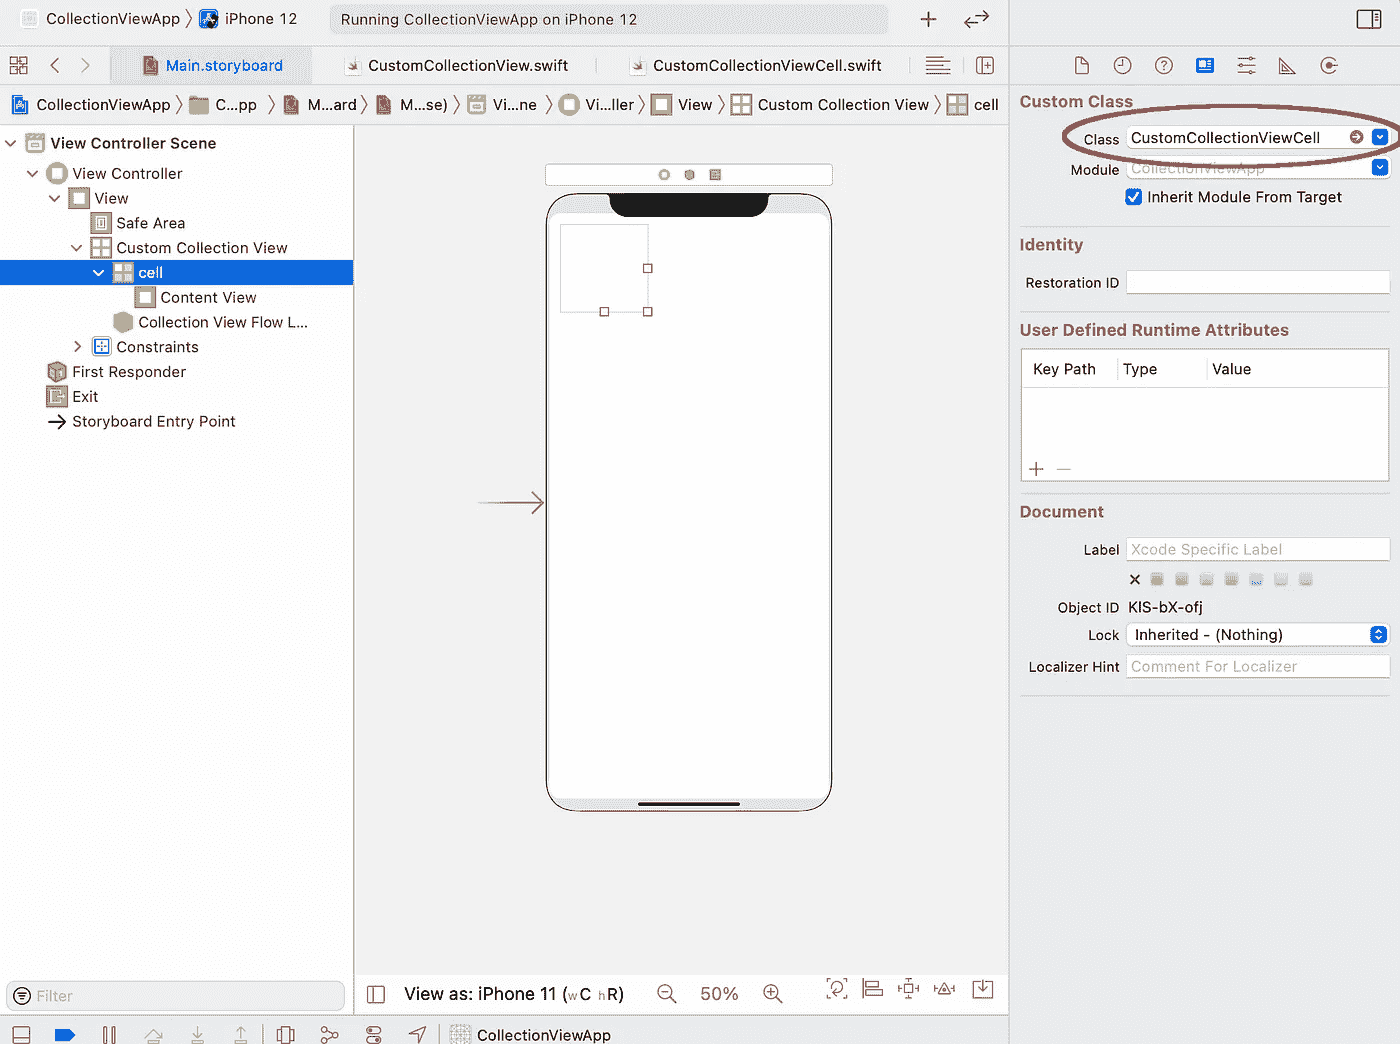 CollectionViewApp iPhone 12
Running CollectionViewApp on iPhone 12
Main.storyboard
CustomCollectionView.swift
CustomCollectionViewCell.swift
CollectionViewApp C...pp M...ard M...se) Vi...ne Vi...ller View Custom Collection View cell
View Controller Scene
View Controller
View
Safe Area
Custom Collection View
cell
Content View
Collection View Flow L...
Constraints
First Responder
Exit
Storyboard Entry Point
Filter
View as: iPhone 11 (wC hR)
50%
CollectionViewApp
Custom Class
Class CustomCollectionViewCell
Module CollectionViewApp
Inherit Module From Target
Identity
Restoration ID
User Defined Runtime Attributes
Key Path Type Value
Document
Label Xcode Specific Label
Object ID KlS-bX-ofj
Lock Inherited - (Nothing)
Localizer Hint Comment For Localizer